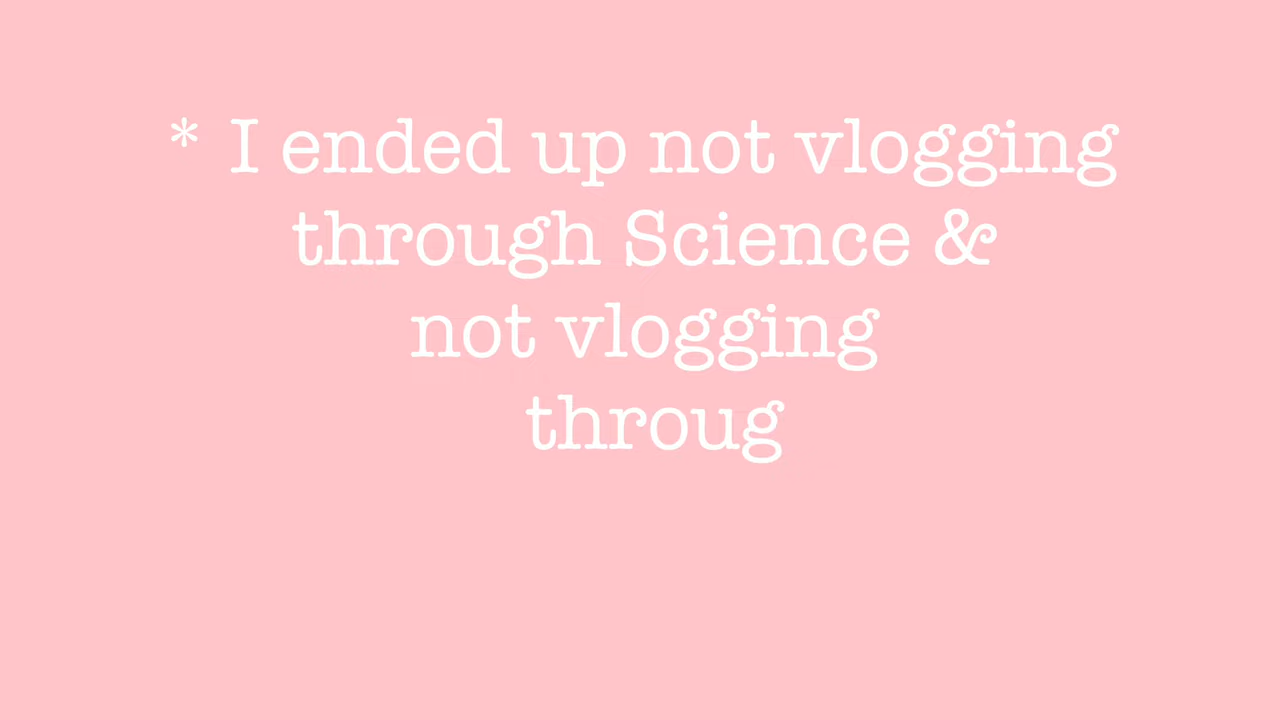 * I ended up not vlogging
through Science &
not vlogging
throug